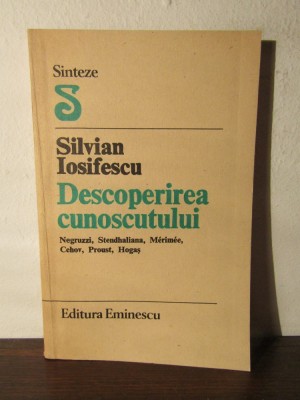 Sinteze
S
Silvian
Iosifescu
Descoperirea
cunoscutului
Negruzzi, Stendhaliana, Mérimée,
Cehov, Proust, Hogaș
Editura Eminescu